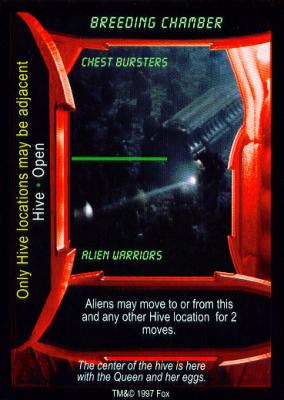 BREEDING CHAMBER
CHEST BURSTERS
Only Hive locations may be adjacent
Hive • Open
ALIEN WARRIORS
Aliens may move to or from this
and any other Hive location for 2
moves.
The center of the hive is here
with the Queen and her eggs.
TM&© 1997 Fox